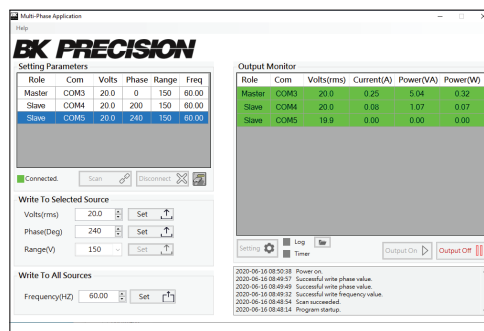 Multi-Phase Application
Help
BK PRECISION
Setting Parameters
Role Com Volts Phase Range Freq
Master COM3 20.0 0 150 60.00
Slave COM4 20.0 200 150 60.00
Slave COM5 20.0 240 150 60.00
Connected. Scan Disconnect
Write To Selected Source
Volts(rms) 20.0 Set
Phase(Deg) 240 Set
Range(V) 150 Set
Write To All Sources
Frequency(HZ) 60.00 Set
Output Monitor
Role Com Volts(rms) Current(A) Power(VA) Power(W)
Master COM3 20.0 0.25 5.04 0.32
Slave COM4 20.0 0.08 1.07 0.07
Slave COM5 19.9 0.00 0.00 0.00
Setting Log Timer Output On Output Off
2020-06-16 08:50:38 Power on.
2020-06-16 08:49:57 Successful write phase value.
2020-06-16 08:49:49 Successful write phase value.
2020-06-16 08:49:32 Successful write frequency value.
2020-06-16 08:48:54 Scan succeeded.
2020-06-16 08:48:14 Program startup.